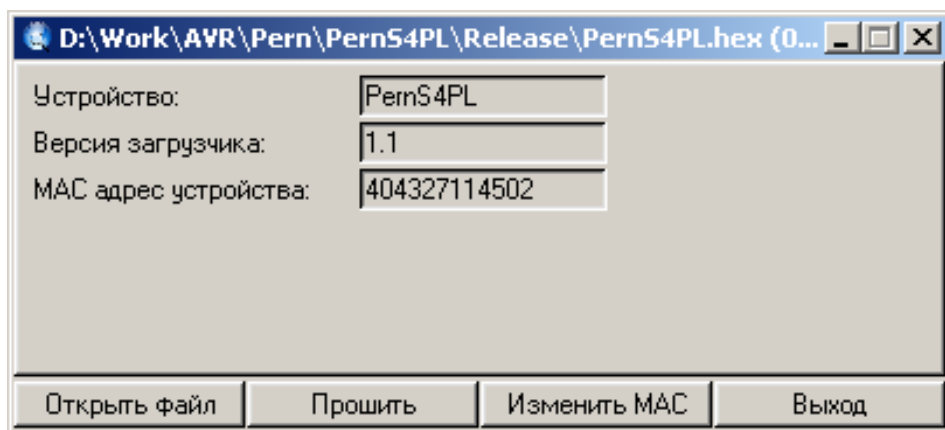 D:\Work\AVR\Pern\PernS4PL\Release\PernS4PL.hex (0...
Устройство: PernS4PL
Версия загрузчика: 1.1
MAC адрес устройства: 404327114502
Открыть файл Прошить Изменить MAC Выход